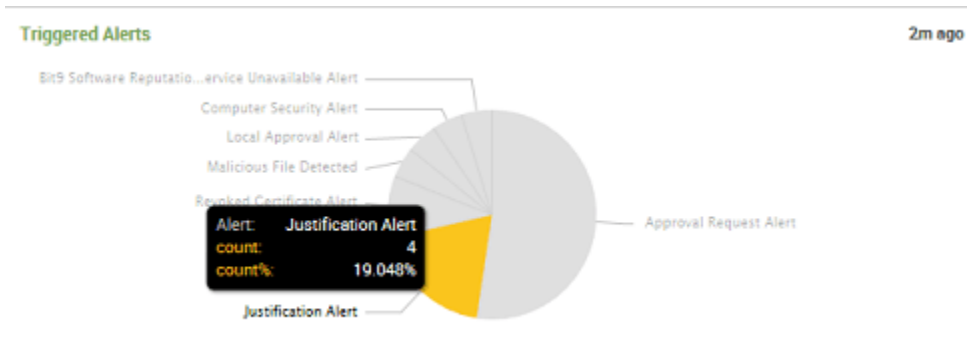 Triggered Alerts
2m ago
Bit9 Software Reputatio...ervice Unavailable Alert
Computer Security Alert
Local Approval Alert
Malicious File Detected
Revoked Certificate Alert
Alert: Justification Alert
count: 4
count%: 19.048%
Approval Request Alert
Justification Alert